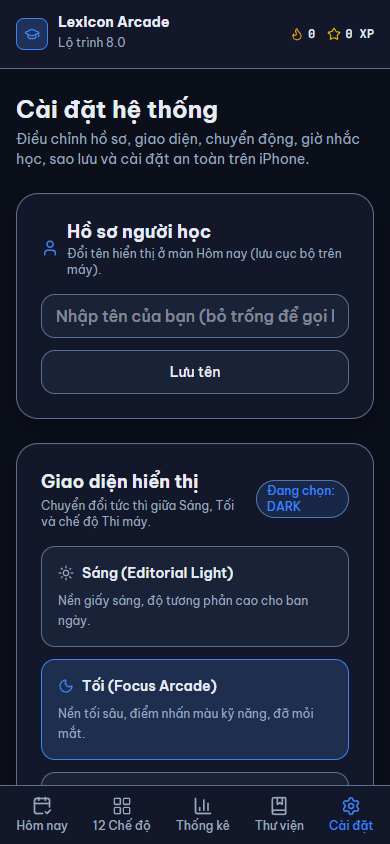 Lexicon Arcade
Lộ trình 8.0
0
0 XP
Cài đặt hệ thống
Điều chỉnh hồ sơ, giao diện, chuyển động, giờ nhắc
học, sao lưu và cài đặt an toàn trên iPhone.
Hồ sơ người học
Đổi tên hiển thị ở màn Hôm nay (lưu cục bộ trên
máy).
Nhập tên của bạn (bỏ trống để gọi l
Lưu tên
Giao diện hiển thị
Chuyển đổi tức thì giữa Sáng, Tối
và chế độ Thi máy.
Đang chọn:
DARK
Sáng (Editorial Light)
Nền giấy sáng, độ tương phản cao cho ban
ngày.
Tối (Focus Arcade)
Nền tối sâu, điểm nhấn màu kỹ năng, đỡ mỏi
mắt.
Hôm nay
12 Chế độ
Thống kê
Thư viện
Cài đặt